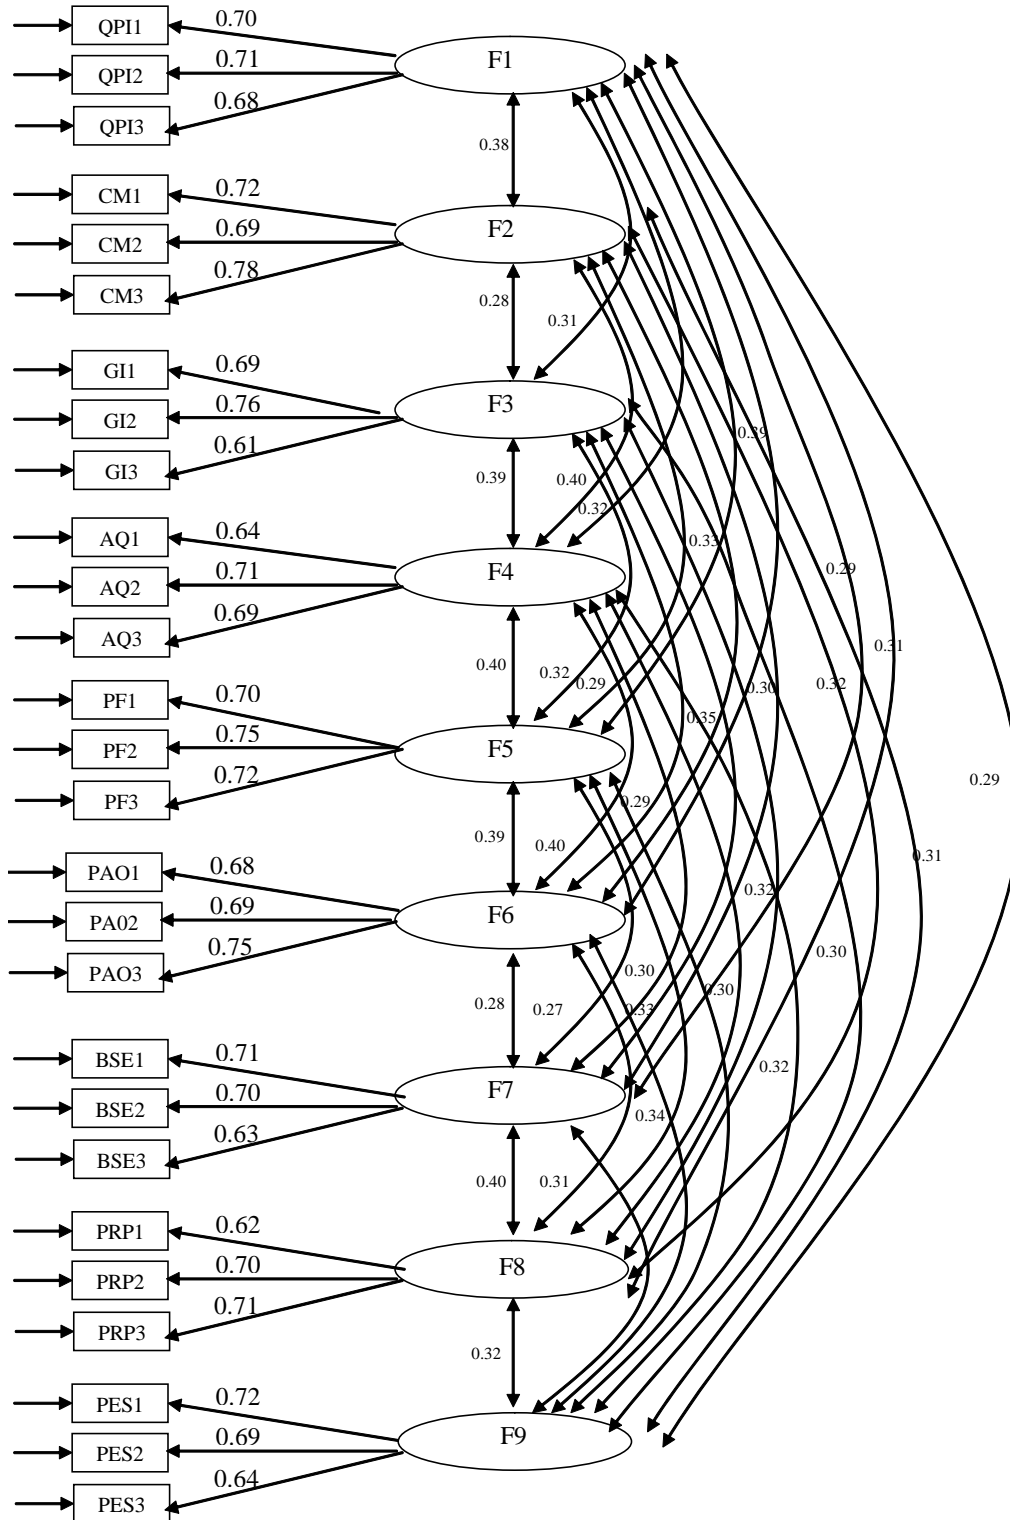 QPI1
0.70
QPI2
0.71
F1
QPI3
0.68
0.38
CM1
0.72
CM2
0.69
F2
CM3
0.78
0.28
0.31
GI1
0.69
GI2
0.76
F3
GI3
0.61
0.39
0.39
0.40
0.32
AQ1
0.64
0.33
AQ2
0.71
F4
0.29
AQ3
0.69
0.31
0.40
0.32
0.29
0.30
0.32
PF1
0.70
0.35
PF2
0.75
F5
PF3
0.72
0.29
0.29
0.39
0.40
0.31
PAO1
0.68
0.32
PA02
0.69
F6
PAO3
0.75
0.30
0.30
0.28
0.27
0.33
0.30
BSE1
0.71
0.32
BSE2
0.70
F7
BSE3
0.63
0.34
0.40
0.31
PRP1
0.62
PRP2
0.70
F8
PRP3
0.71
0.32
PES1
0.72
PES2
0.69
F9
PES3
0.64